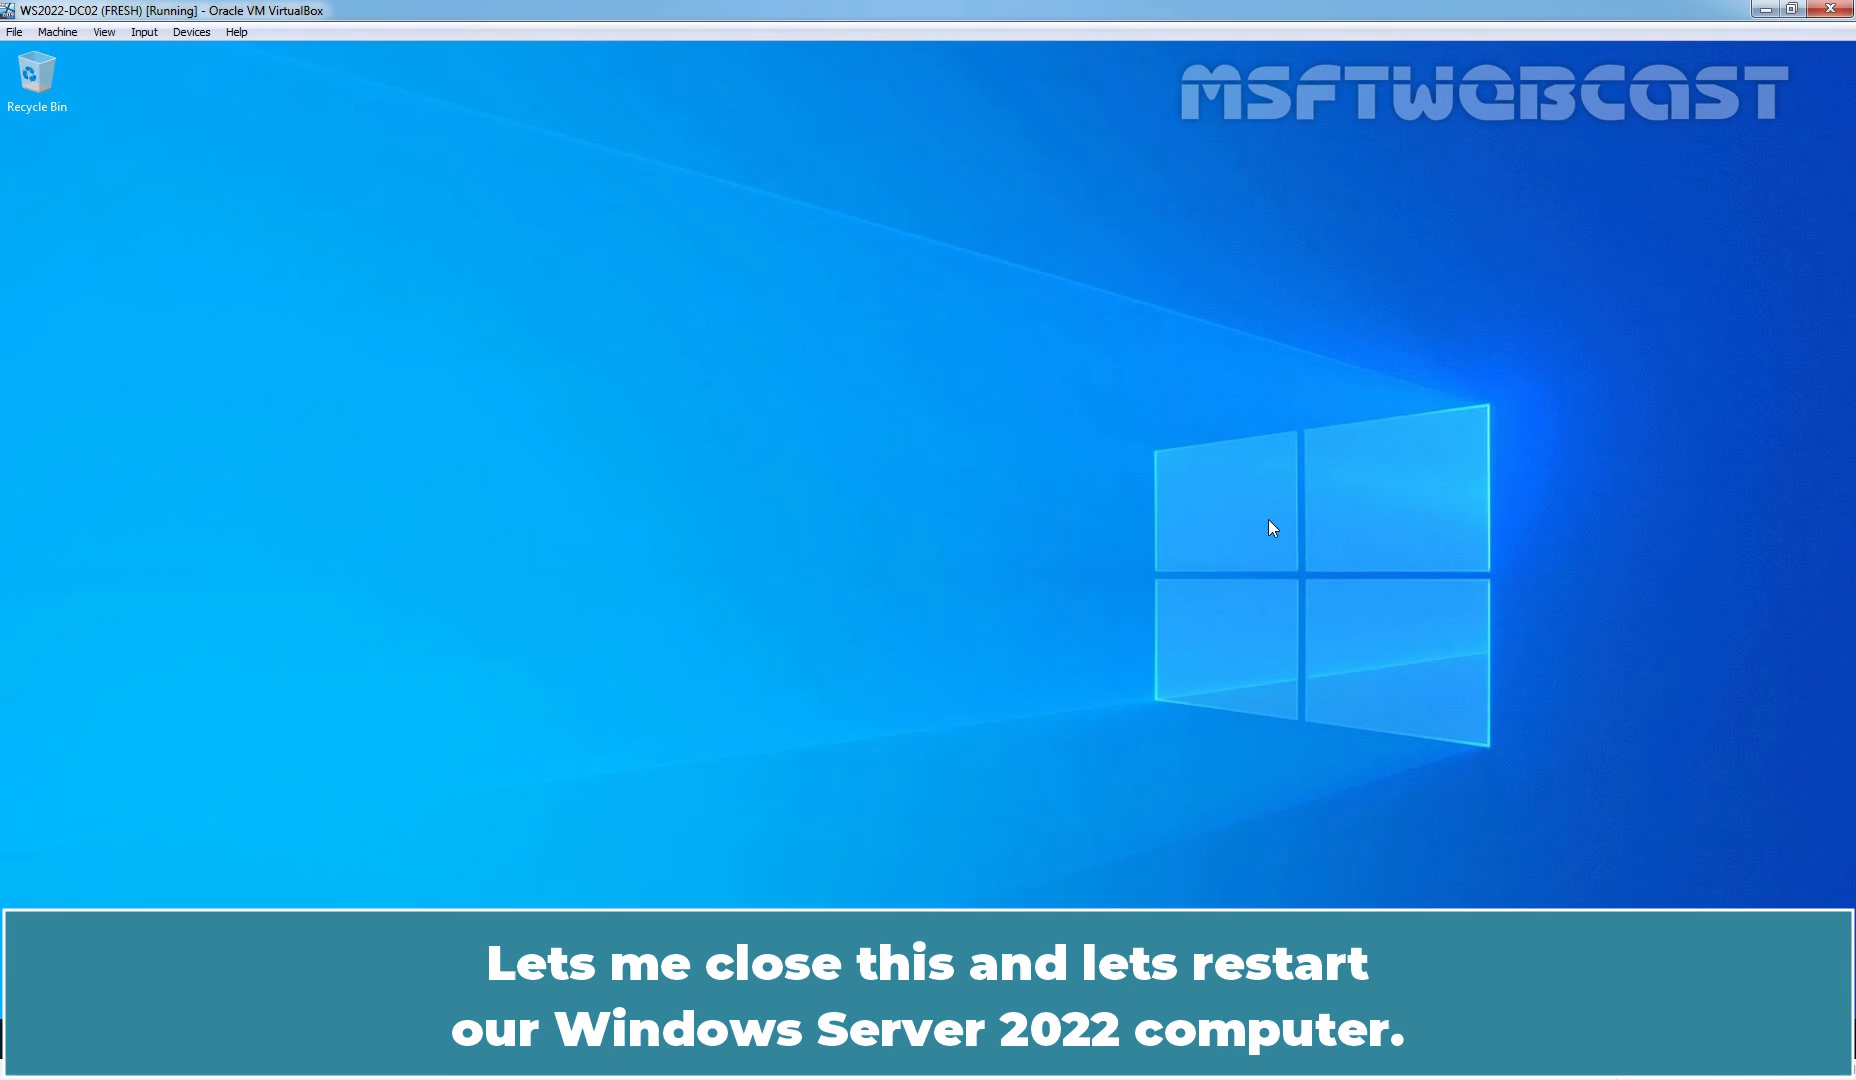 WS2022-DC02 (FRESH) [Running] - Oracle VM VirtualBox
File Machine View Input Devices Help
MSFTWEBCAST
Recycle Bin
Lets me close this and lets restart
our Windows Server 2022 computer.